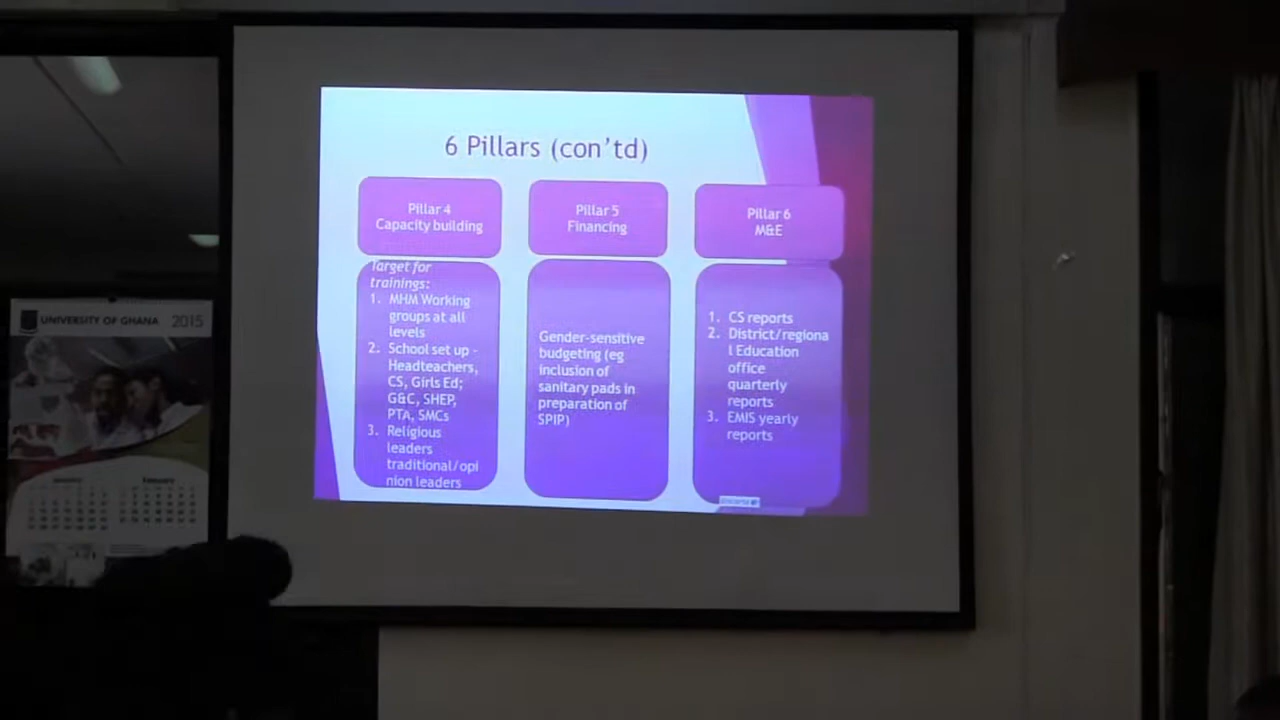 6 Pillars (con’td)
Pillar 4
Capacity building
Target for
trainings:
1. MHM Working
groups at all
levels
2. School set up -
Headteachers,
CS, Girls Ed;
G&C, SHEP,
PTA, SMCs
3. Religious
leaders
traditional/opi
nion leaders
Pillar 5
Financing
Gender-sensitive
budgeting (eg
inclusion of
sanitary pads in
preparation of
SPIP)
Pillar 6
M&E
1. CS reports
2. District/regiona
l Education
office
quarterly
reports
3. EMIS yearly
reports
UNIVERSITY OF GHANA 2015